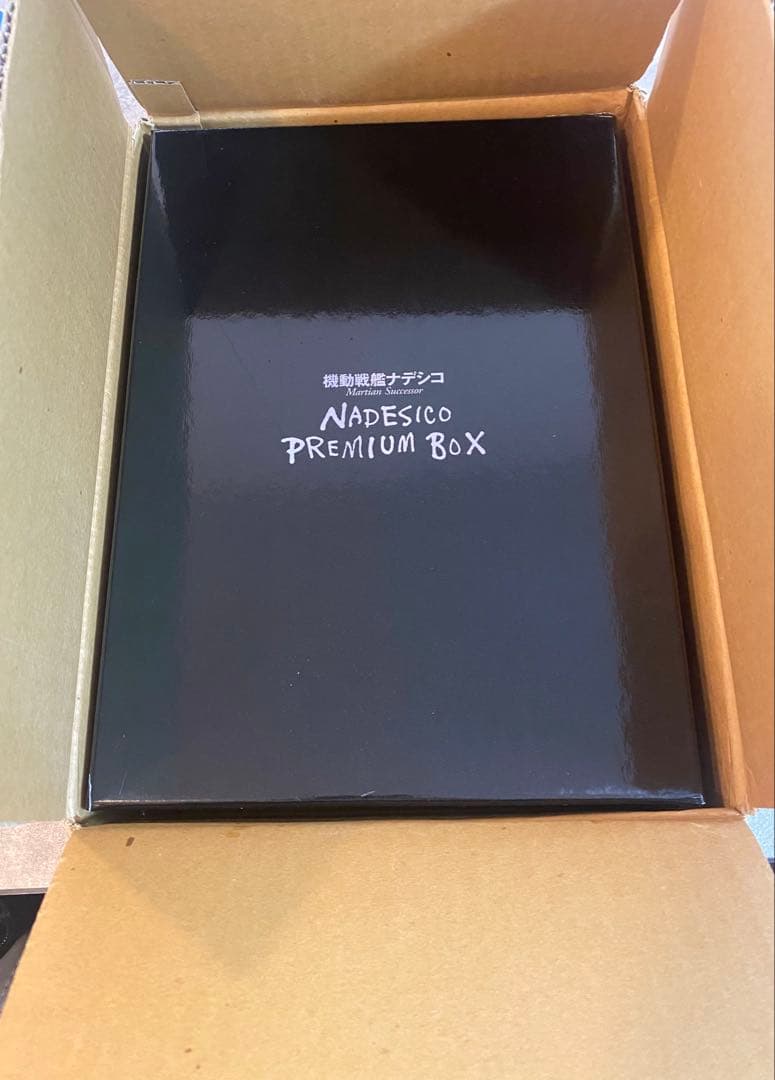 機動戦艦ナデシコ
Martian Successor
NADESICO
PREMIUM BOX